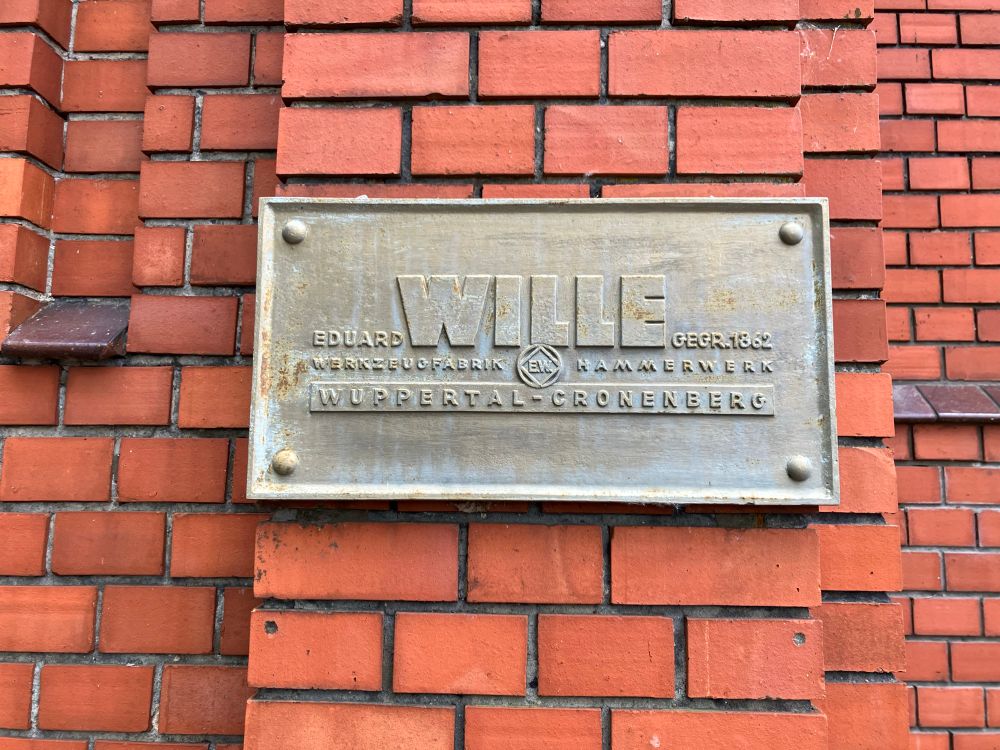 EDUARD WILLE GEGR. 1862
WERKZEUGFABRIK E.W. HAMMERWERK
WUPPERTAL-CRONENBERG